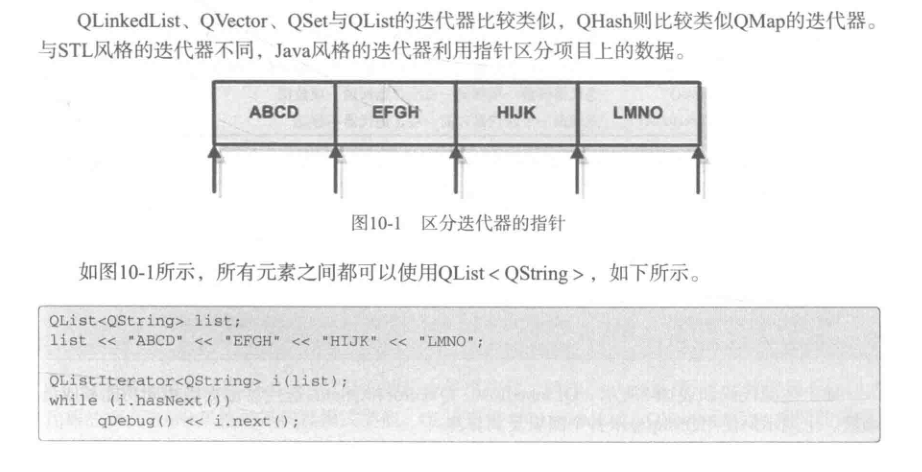 QLinkedList、QVector、QSet与QList的迭代器比较类似，QHash则比较类似QMap的迭代器。
与STL风格的迭代器不同，Java风格的迭代器利用指针区分项目上的数据。
ABCD EFGH HIJK LMNO
图10-1 区分迭代器的指针
如图10-1所示，所有元素之间都可以使用QList < QString >，如下所示。
QList<QString> list;
list << "ABCD" << "EFGH" << "HIJK" << "LMNO";
QListIterator<QString> i(list);
while (i.hasNext())
qDebug() << i.next();